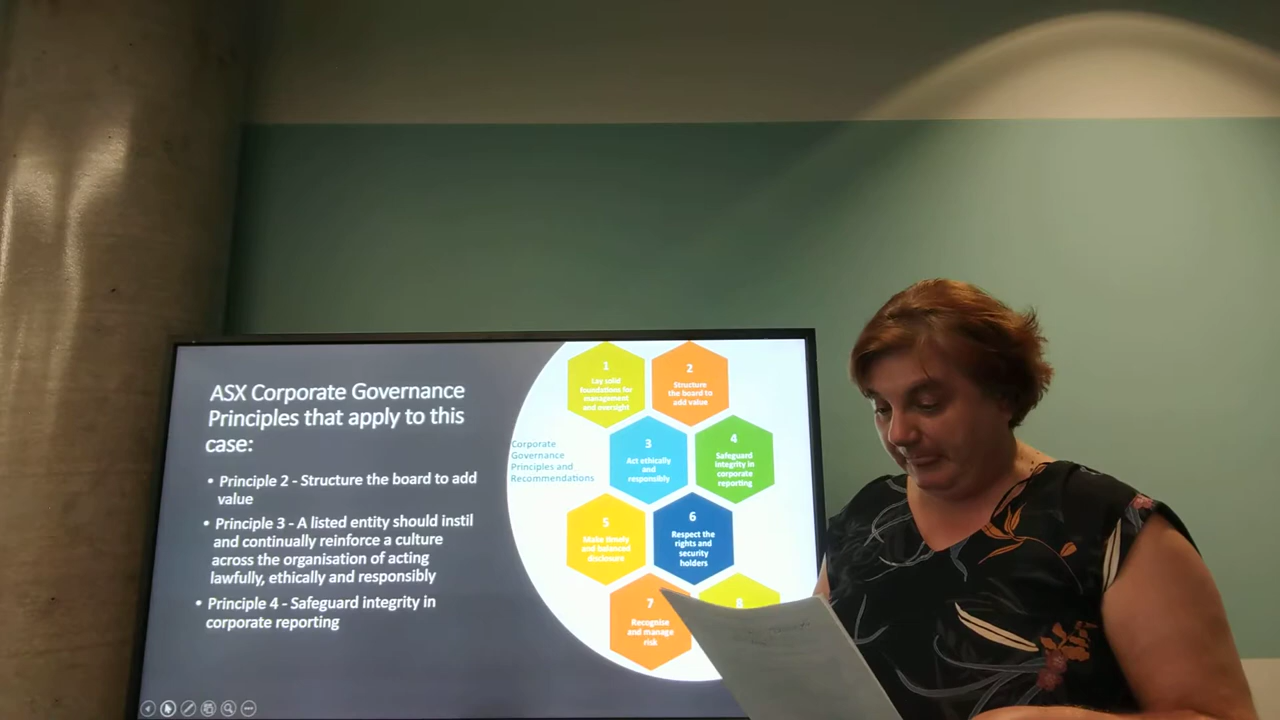 ASX Corporate Governance
Principles that apply to this
case:
• Principle 2 - Structure the board to add
value
• Principle 3 - A listed entity should instil
and continually reinforce a culture
across the organisation of acting
lawfully, ethically and responsibly
• Principle 4 - Safeguard integrity in
corporate reporting
Corporate
Governance
Principles and
Recommendations
1
Lay solid
foundations for
management
and oversight
2
Structure
the board to
add value
3
Act ethically
and
responsibly
4
Safeguard
integrity in
corporate
reporting
5
Make timely
and balanced
disclosure
6
Respect the
rights and
security
holders
7
Recognise
and manage
risk
8